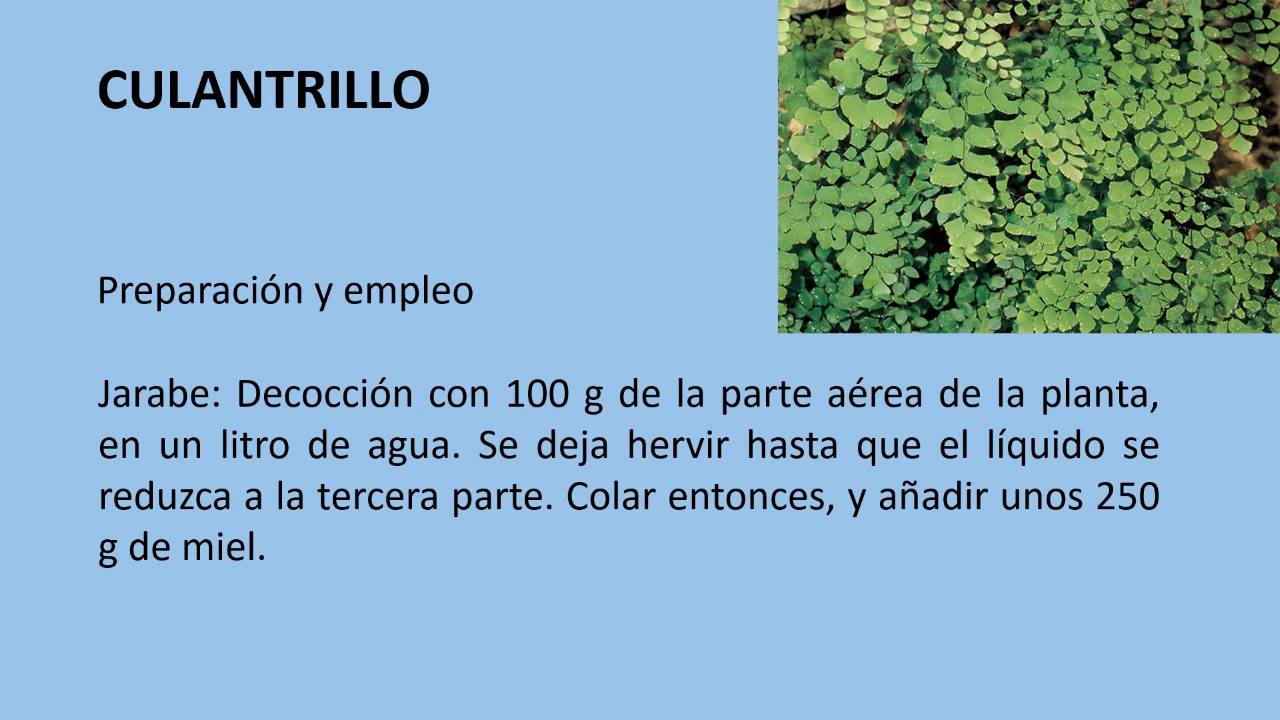 CULANTRILLO
Preparación y empleo
Jarabe: Decocción con 100 g de la parte aérea de la planta,
en un litro de agua. Se deja hervir hasta que el líquido se
reduzca a la tercera parte. Colar entonces, y añadir unos 250
g de miel.